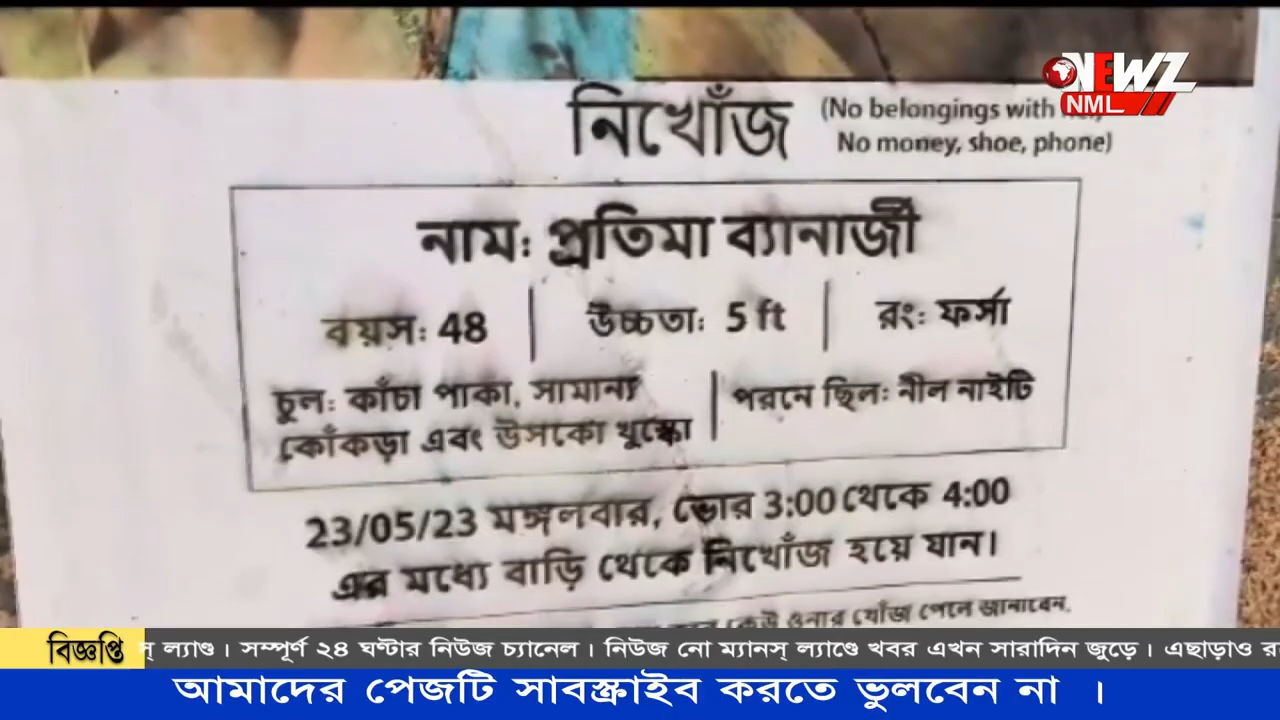 NEWZ
NML
নিখোঁজ
(No belongings with
No money, shoe, phone)
নাম: প্রতিমা ব্যানার্জী
বয়স: 48 | উচ্চতা: 5 ft | রং: ফর্সা
চুল: কাঁচা পাকা, সামান্য
কোঁকড়া এবং উসকো খুস্কো
পরনে ছিল: নীল নাইটি
23/05/23 মঙ্গলবার, ভোর 3:00 থেকে 4:00
এর মধ্যে বাড়ি থেকে নিখোঁজ হয়ে যান।
কেউ ওনার খোঁজ পেলে জানাবেন.
বিজ্ঞপ্তি
স্ ল্যাণ্ড। সম্পূর্ণ ২৪ ঘণ্টার নিউজ চ্যানেল। নিউজ নো ম্যানস্ ল্যাণ্ডে খবর এখন সারাদিন জুড়ে। এছাড়াও
আমাদের পেজটি সাবস্ক্রাইব করতে ভুলবেন না ।